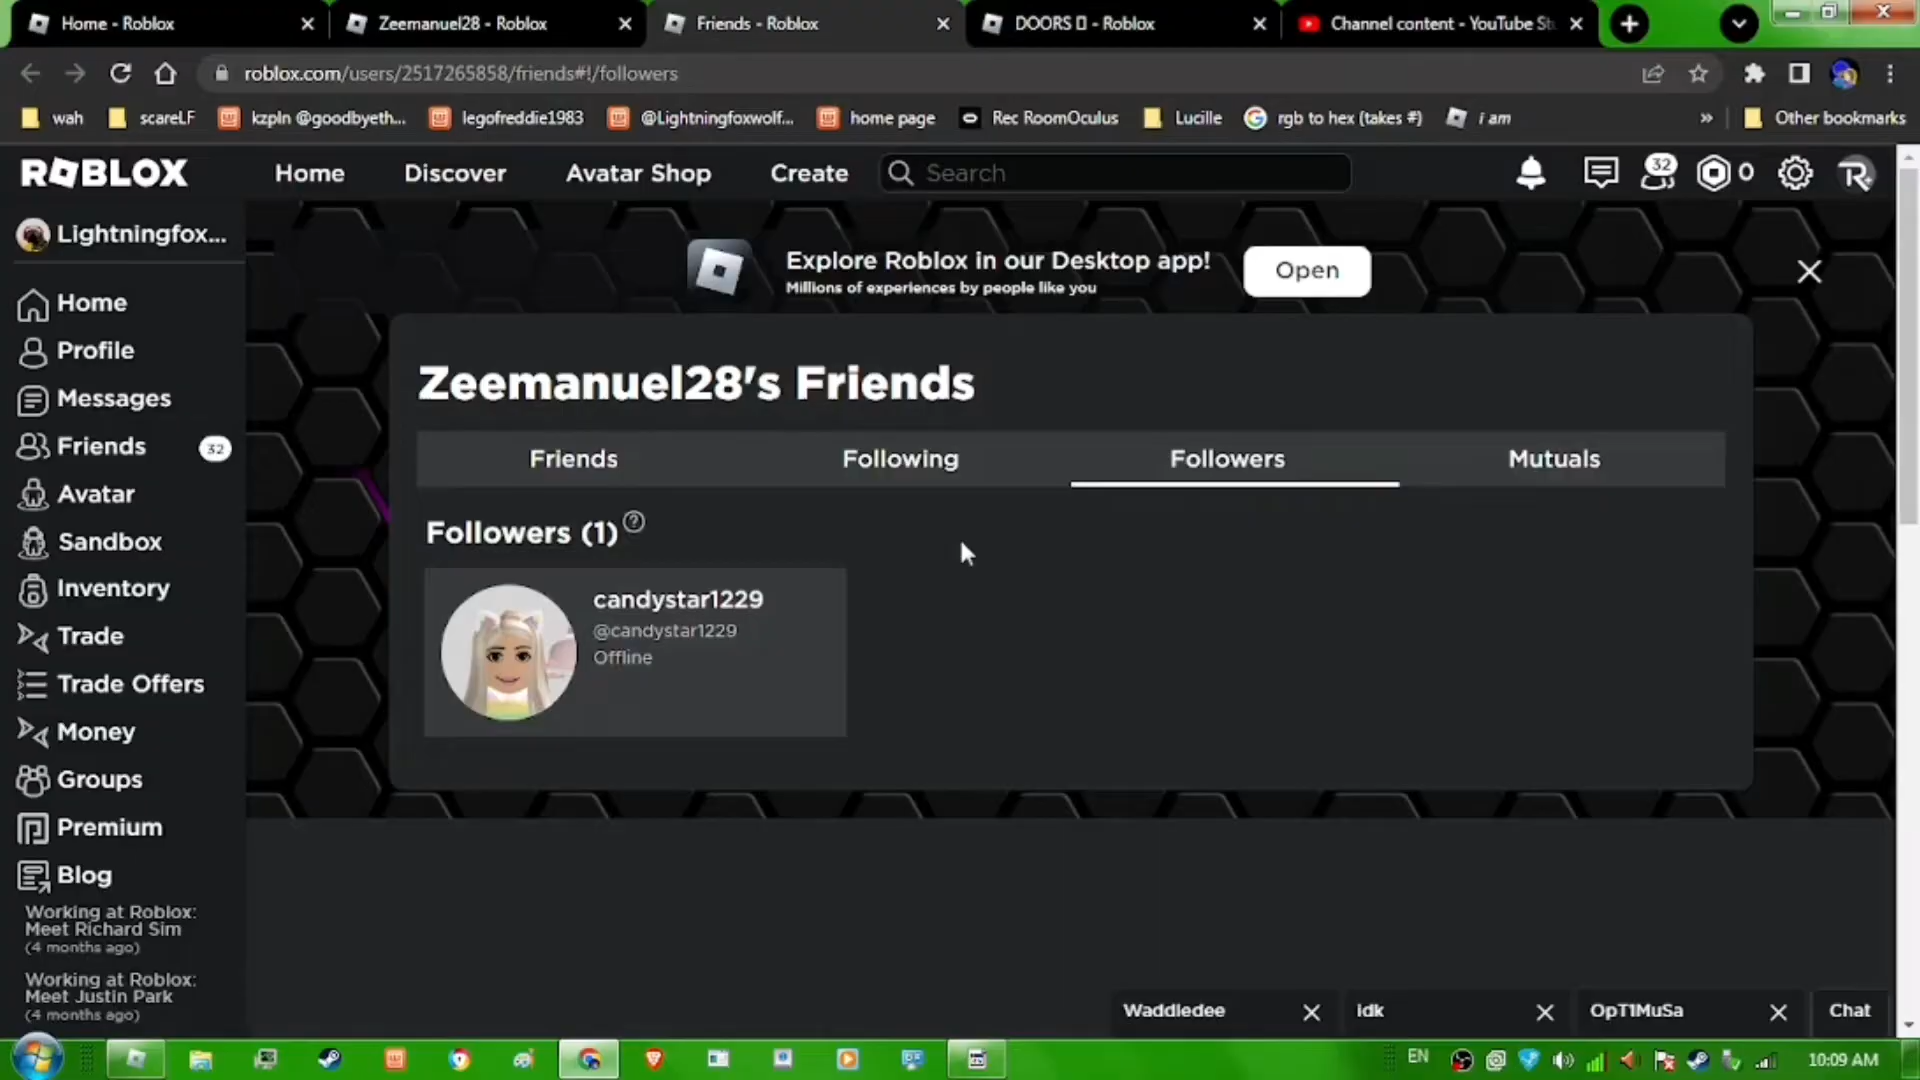 Home - Roblox
Zeemanuel28 - Roblox
Friends - Roblox
DOORS - Roblox
Channel content - YouTube Stu
roblox.com/users/2517265858/friends#!/followers
wah
scareLF
kzpln @goodbyeth...
legofreddie1983
@Lightningfoxwolf...
home page
Rec RoomOculus
Lucille
rgb to hex (takes #)
i am
»
Other bookmarks
ROBLOX
Home
Discover
Avatar Shop
Create
Search
32
0
Lightningfox...
Explore Roblox in our Desktop app!
Millions of experiences by people like you
Open
Home
Profile
Messages
Friends 32
Avatar
Sandbox
Inventory
Trade
Trade Offers
Money
Groups
Premium
Blog
Working at Roblox:
Meet Richard Sim
(4 months ago)
Working at Roblox:
Meet Justin Park
(4 months ago)
Zeemanuel28's Friends
Friends
Following
Followers
Mutuals
Followers (1)
candystar1229
@candystar1229
Offline
Waddledee
idk
OpT1MuSa
Chat
EN
10:09 AM